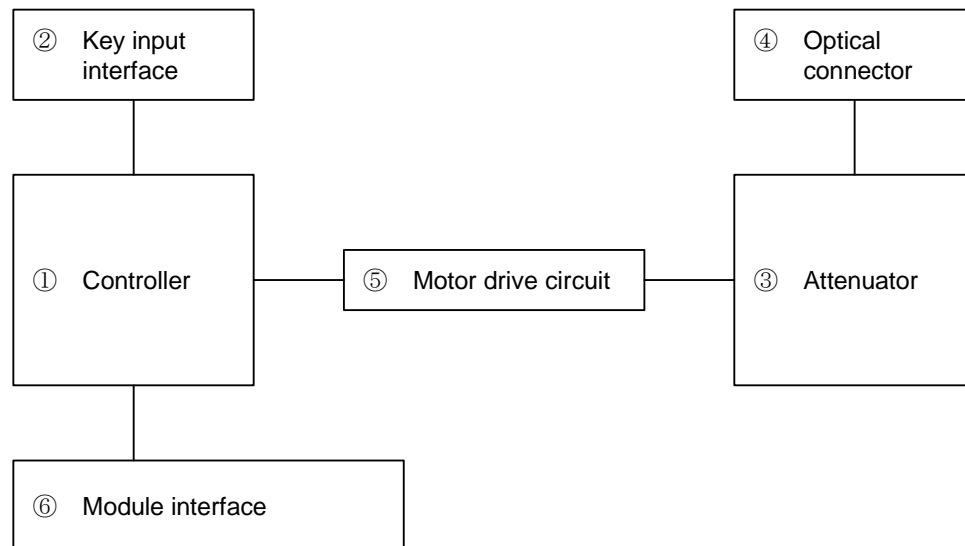 ② Key input
interface
④ Optical
connector
① Controller
⑤ Motor drive circuit
③ Attenuator
⑥ Module interface